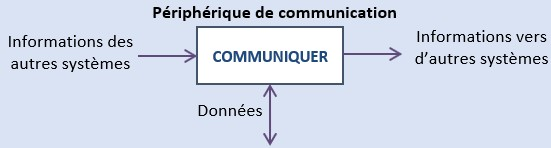 Périphérique de communication
Informations des
autres systèmes
COMMUNIQUER
Informations vers
d’autres systèmes
Données